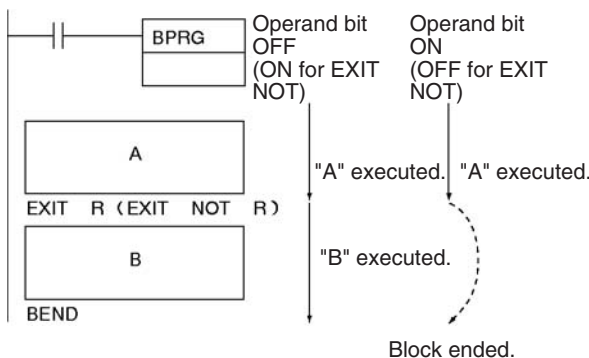 BPRG
Operand bit
OFF
(ON for EXIT
NOT)
Operand bit
ON
(OFF for EXIT
NOT)
A
"A" executed.
"A" executed.
EXIT R (EXIT NOT R)
B
"B" executed.
BEND
Block ended.